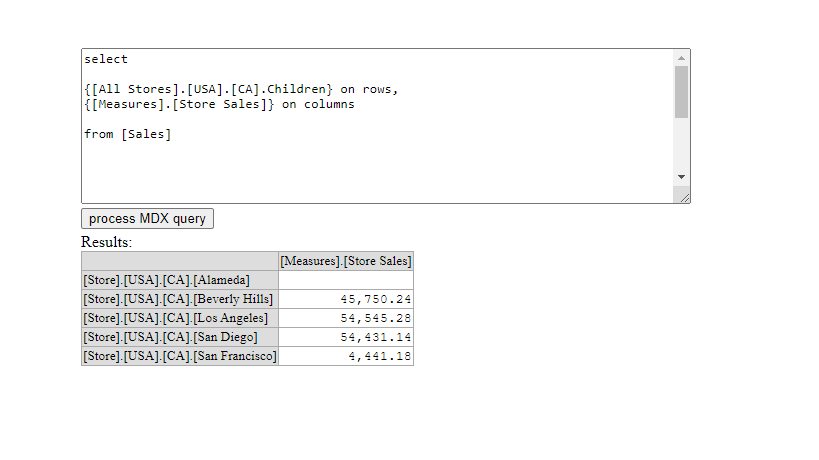 select
{[All Stores].[USA].[CA].Children} on rows,
{[Measures].[Store Sales]} on columns
from [Sales]
process MDX query
Results:
[Measures].[Store Sales]
[Store].[USA].[CA].[Alameda]
[Store].[USA].[CA].[Beverly Hills] 45,750.24
[Store].[USA].[CA].[Los Angeles] 54,545.28
[Store].[USA].[CA].[San Diego] 54,431.14
[Store].[USA].[CA].[San Francisco] 4,441.18